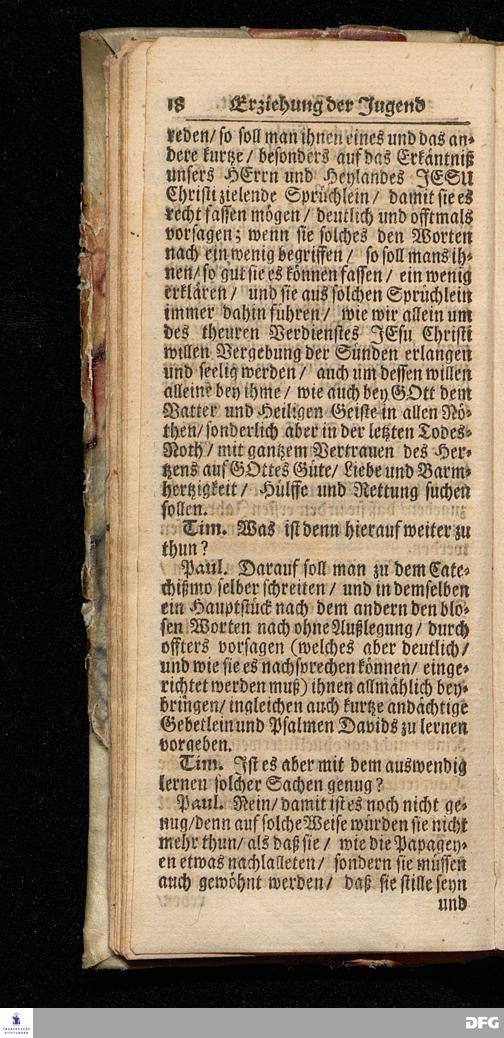 18 Erziehung der Jugend
reden/ so soll man ihnen eines und das an-
dere kurtze/ besonders auf das Erkäntniß
unsers HErrn und Heylandes JESU
Christi zielende Sprüchlein/ damit sie es
recht fassen mögen/ deutlich und offtmals
vorsagen; wenn sie solches den Worten
nach ein wenig begriffen/ so soll mans ih-
nen/ so gut sie es können fassen/ ein wenig
erklären/ und sie aus solchen Sprüchlein
immer dahin führen/ wie wir allein um
des theuren Verdienstes JEsu Christi
willen Vergebung der Sünden erlangen
und seelig werden/ auch um dessen willen
alleine bey ihme/ wie auch bey GOtt dem
Vatter und Heiligen Geiste in allen Nö-
then/ sonderlich aber in der letzten Todes-
Noth/ mit gantzem Vertrauen des Her-
tzens auf GOttes Güte/ Liebe und Barm-
hertzigkeit/ Hülffe und Rettung suchen
sollen.
Tim. Was ist denn hierauf weiter zu
thun?
Paul. Darauf soll man zu dem Cate-
chißmo selber schreiten/ und in demselben
ein Hauptstück nach dem andern den blo-
sen Worten nach ohne Außlegung/ durch
offters vorsagen (welches aber deutlich/
und wie sie es nachsprechen können/ einge-
richtet werden muß) ihnen allmählich bey-
bringen/ ingleichen auch kurtze andächtige
Gebetlein und Psalmen Davids zu lernen
vorgeben.
Tim. Ist es aber mit dem auswendig
lernen solcher Sachen genug?
Paul. Nein/ damit ist es noch nicht ge-
nug/ denn auf solche Weise würden sie nicht
mehr thun/ als daß sie/ wie die Papagey-
en etwas nachlalleten/ sondern sie müssen
auch gewöhnt werden/ daß sie stille seyn
und
FRANCKESCHE
STIFTUNGEN
DFG